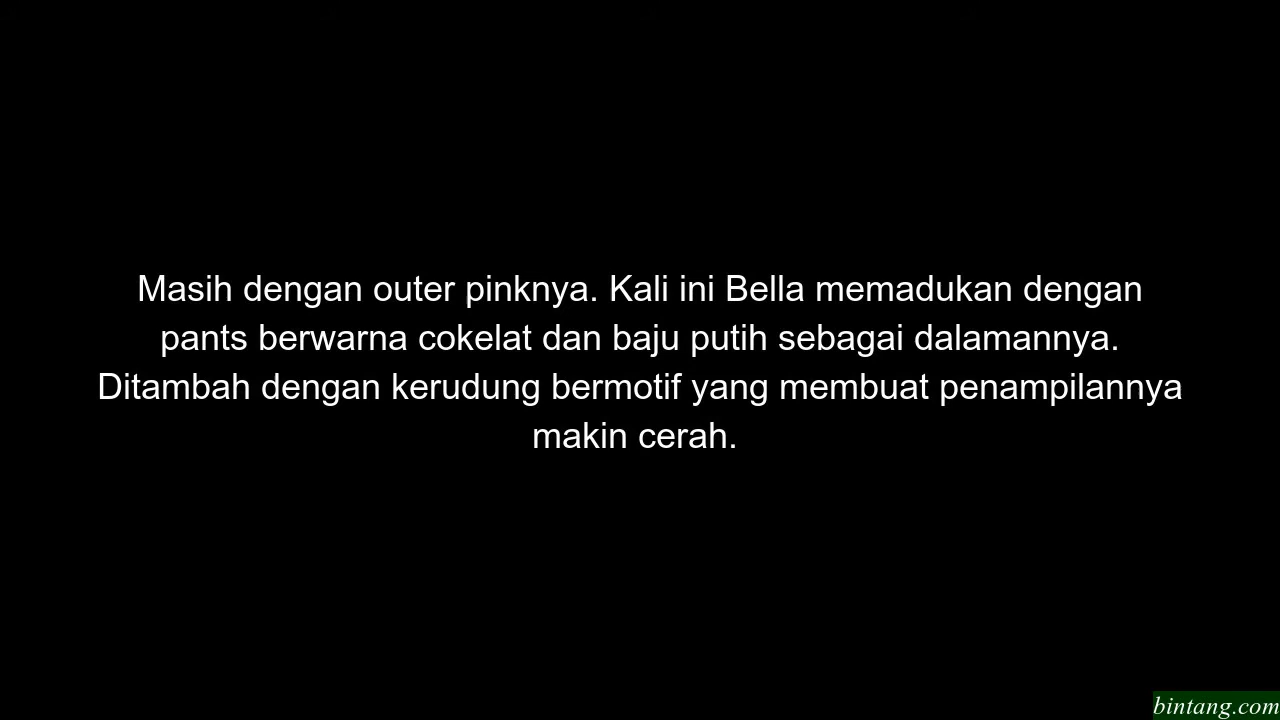 Masih dengan outer pinknya. Kali ini Bella memadukan dengan
pants berwarna cokelat dan baju putih sebagai dalamannya.
Ditambah dengan kerudung bermotif yang membuat penampilannya
makin cerah.
bintang.com